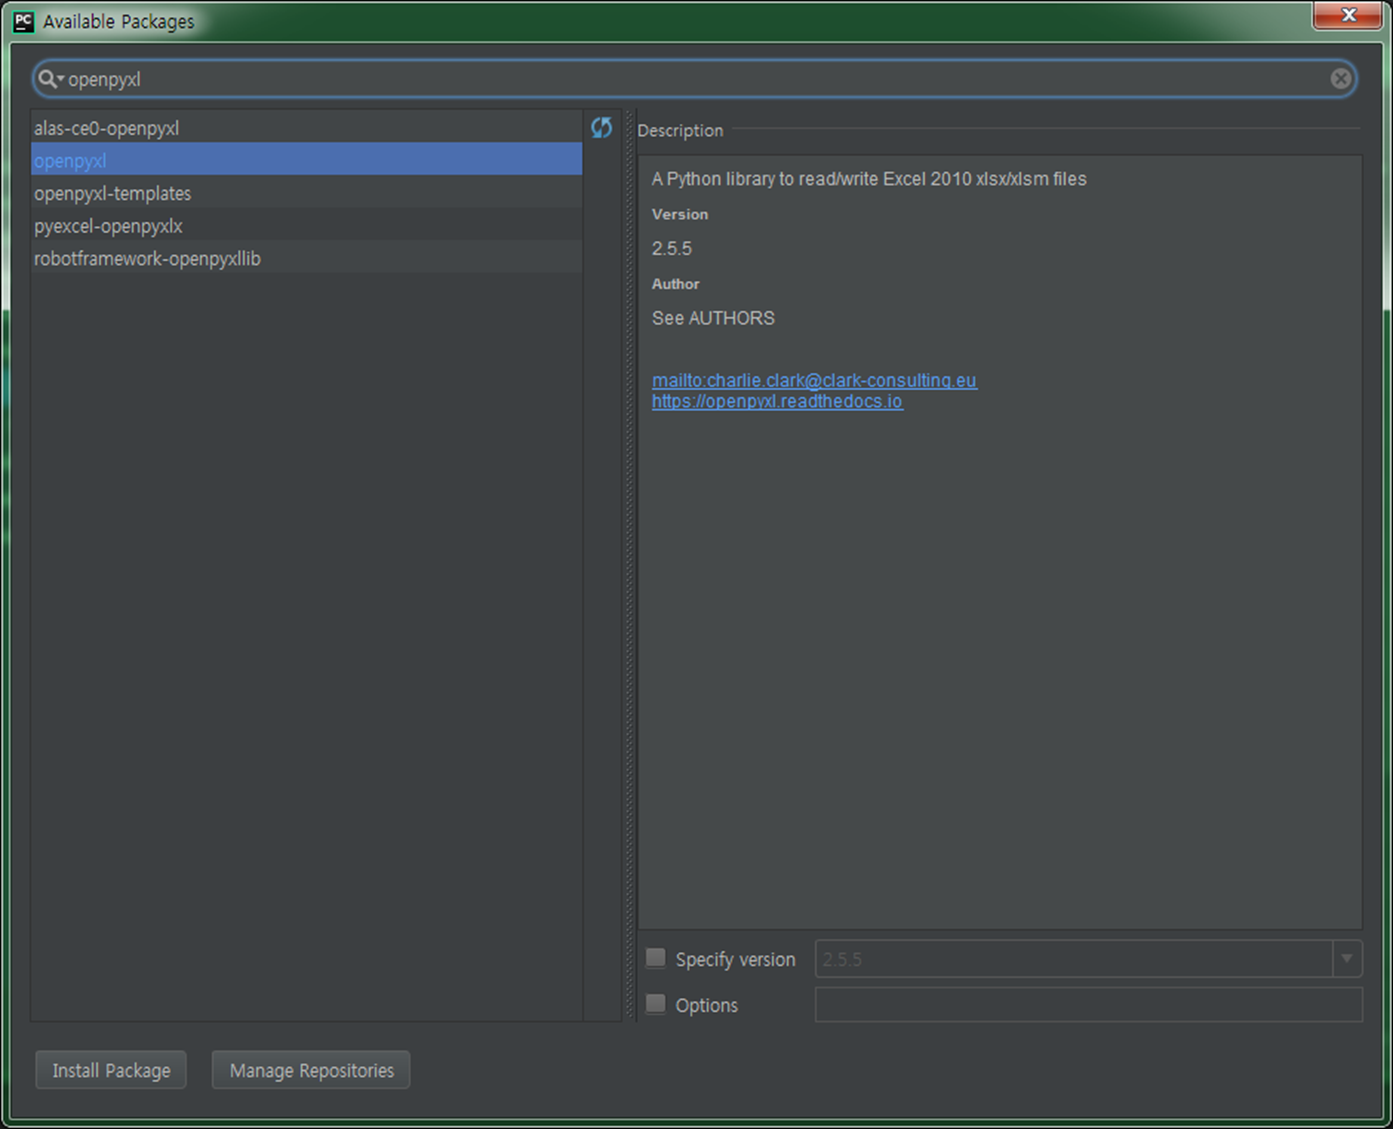 PC Available Packages
openpyxl
alas-ce0-openpyxl
openpyxl
openpyxl-templates
pyexcel-openpyxlx
robotframework-openpyxllib
Description
A Python library to read/write Excel 2010 xlsx/xlsm files
Version
2.5.5
Author
See AUTHORS
mailto:charlie.clark@clark-consulting.eu
https://openpyxl.readthedocs.io
Specify version 2.5.5
Options
Install Package Manage Repositories